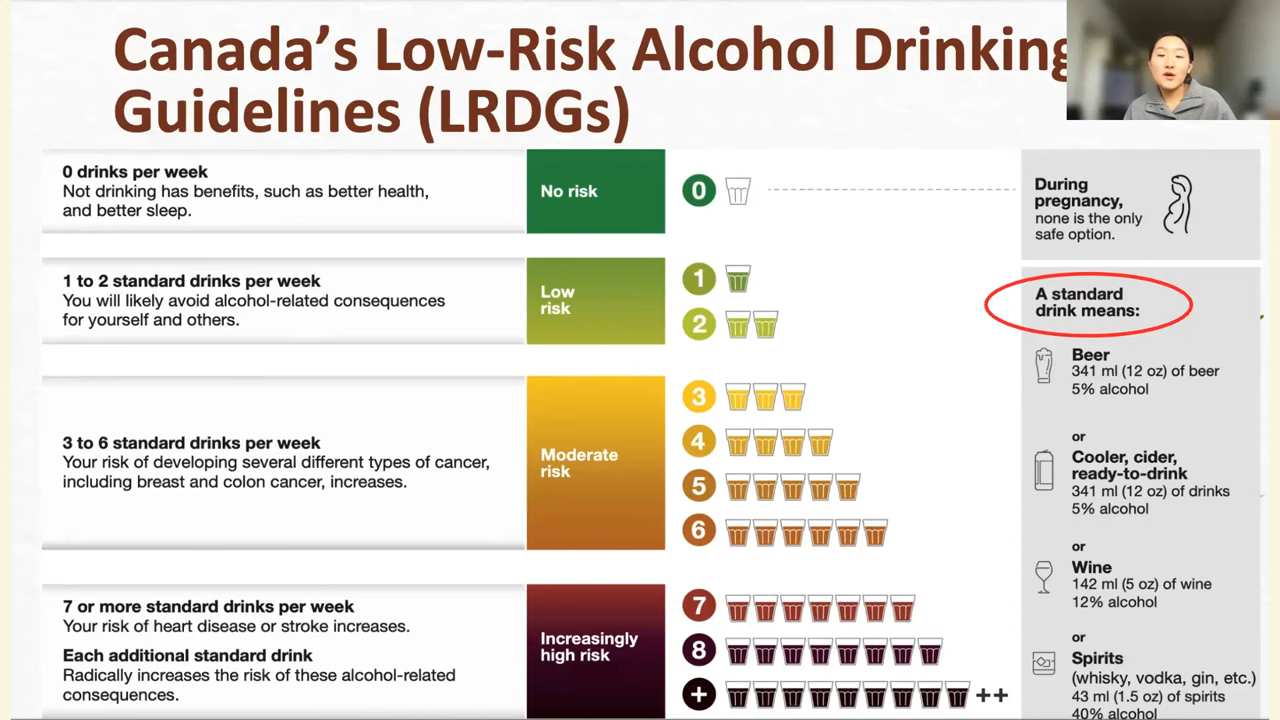 Canada's Low-Risk Alcohol Drinking
Guidelines (LRDGs)
0 drinks per week
Not drinking has benefits, such as better health,
and better sleep.
No risk
0
During
pregnancy,
none is the only
safe option.
1 to 2 standard drinks per week
You will likely avoid alcohol-related consequences
for yourself and others.
Low
risk
1
2
3 to 6 standard drinks per week
Your risk of developing several different types of cancer,
including breast and colon cancer, increases.
Moderate
risk
3
4
5
6
7 or more standard drinks per week
Your risk of heart disease or stroke increases.
Each additional standard drink
Radically increases the risk of these alcohol-related
consequences.
Increasingly
high risk
7
8
+
++
A standard
drink means:
Beer
341 ml (12 oz) of beer
5% alcohol
or
Cooler, cider,
ready-to-drink
341 ml (12 oz) of drinks
5% alcohol
or
Wine
142 ml (5 oz) of wine
12% alcohol
or
Spirits
(whisky, vodka, gin, etc.)
43 ml (1.5 oz) of spirits
40% alcohol